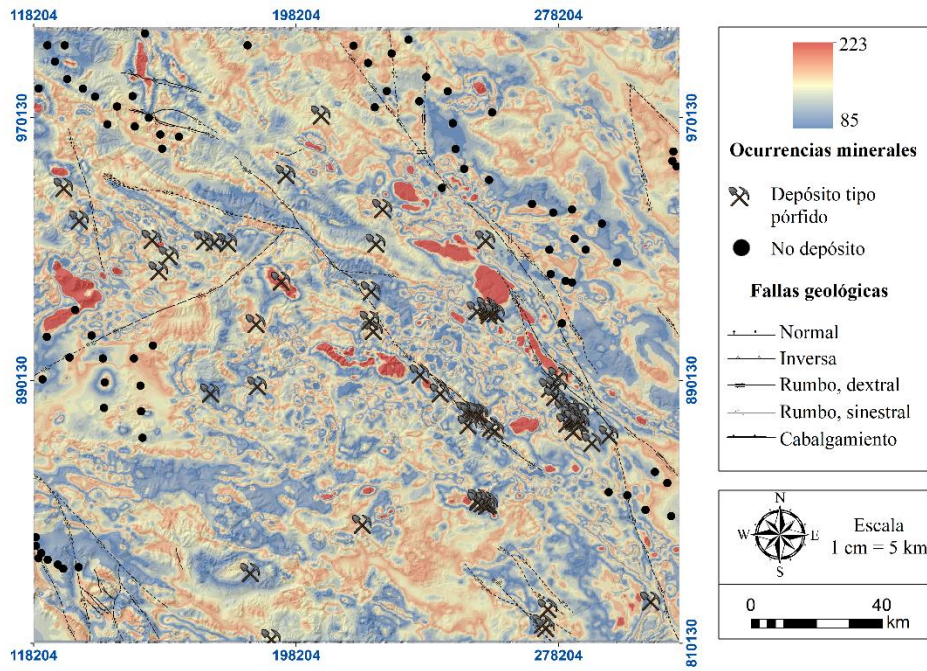 118204
198204
278204
970130
970130
890130
890130
810130
118204
198204
278204
223
85
Ocurrencias minerales
Depósito tipo
pórfido
No depósito
Fallas geológicas
Normal
Inversa
Rumbo, dextral
Rumbo, sinestral
Cabalgamiento
N
W
E
S
Escala
1 cm = 5 km
0
40
km